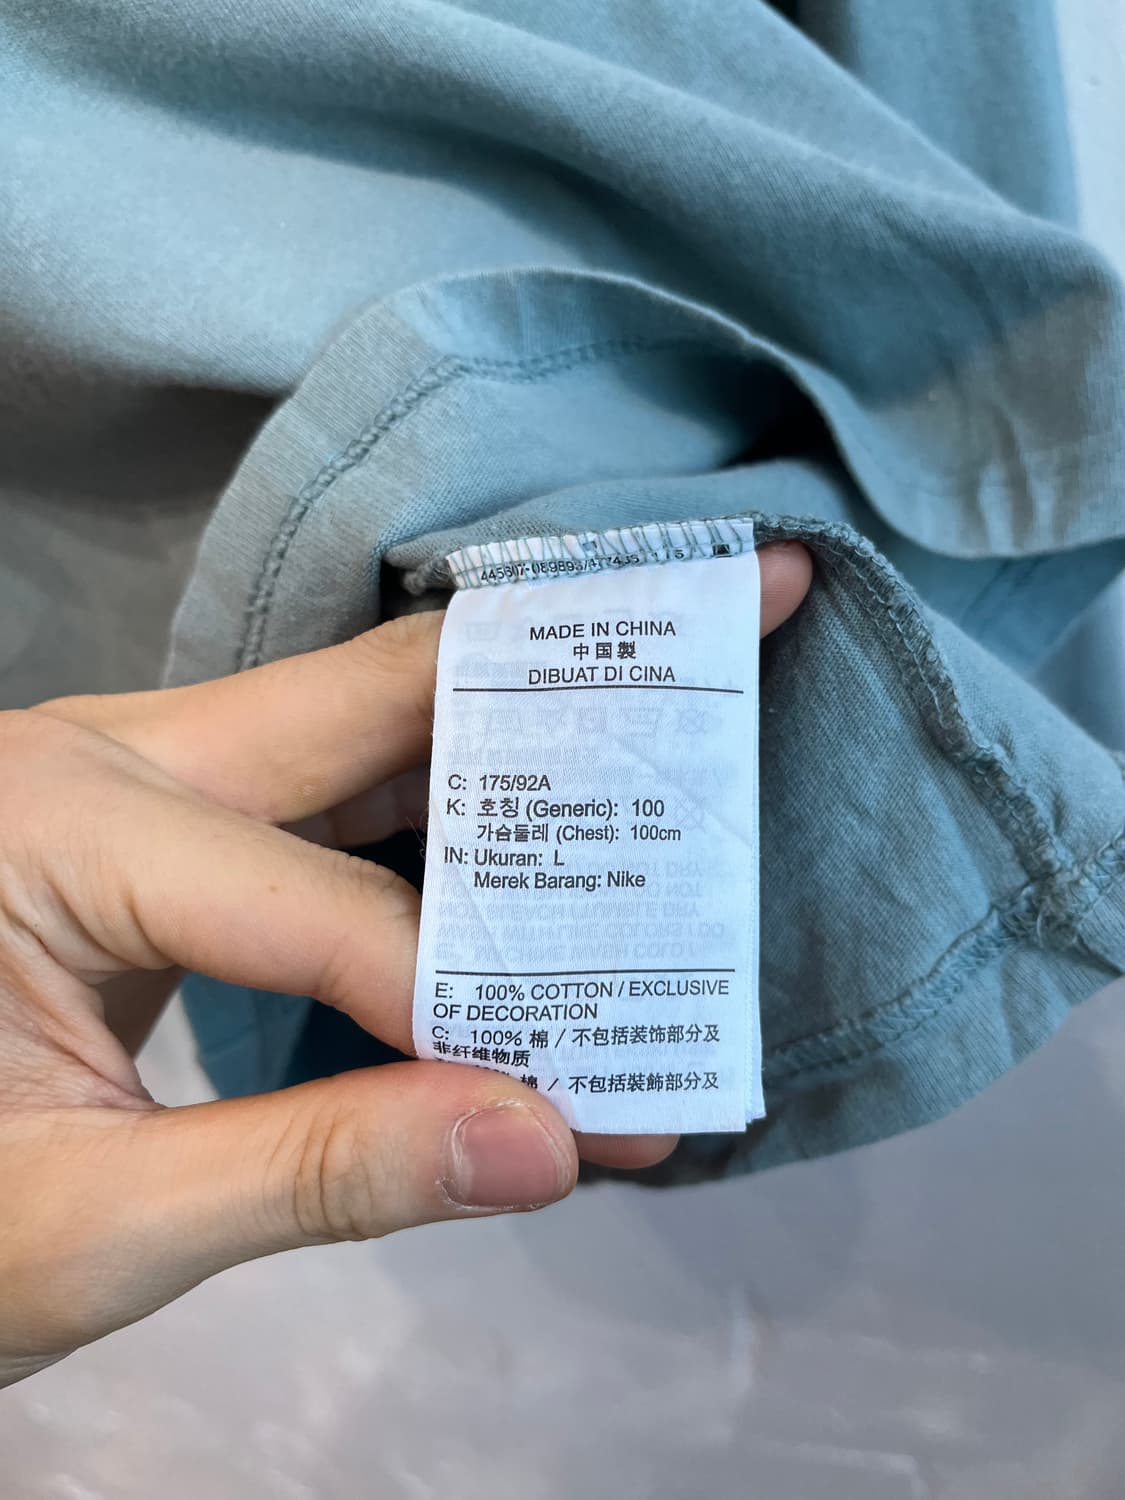 MADE IN CHINA
中国製
DIBUAT DI CINA
C: 175/92A
K: 호칭 (Generic): 100
가슴둘레 (Chest): 100cm
IN: Ukuran: L
Merek Barang: Nike
E: 100% COTTON / EXCLUSIVE
OF DECORATION
C: 100% 棉 / 不包括装饰部分及
非纤维物质
棉 / 不包括裝飾部分及